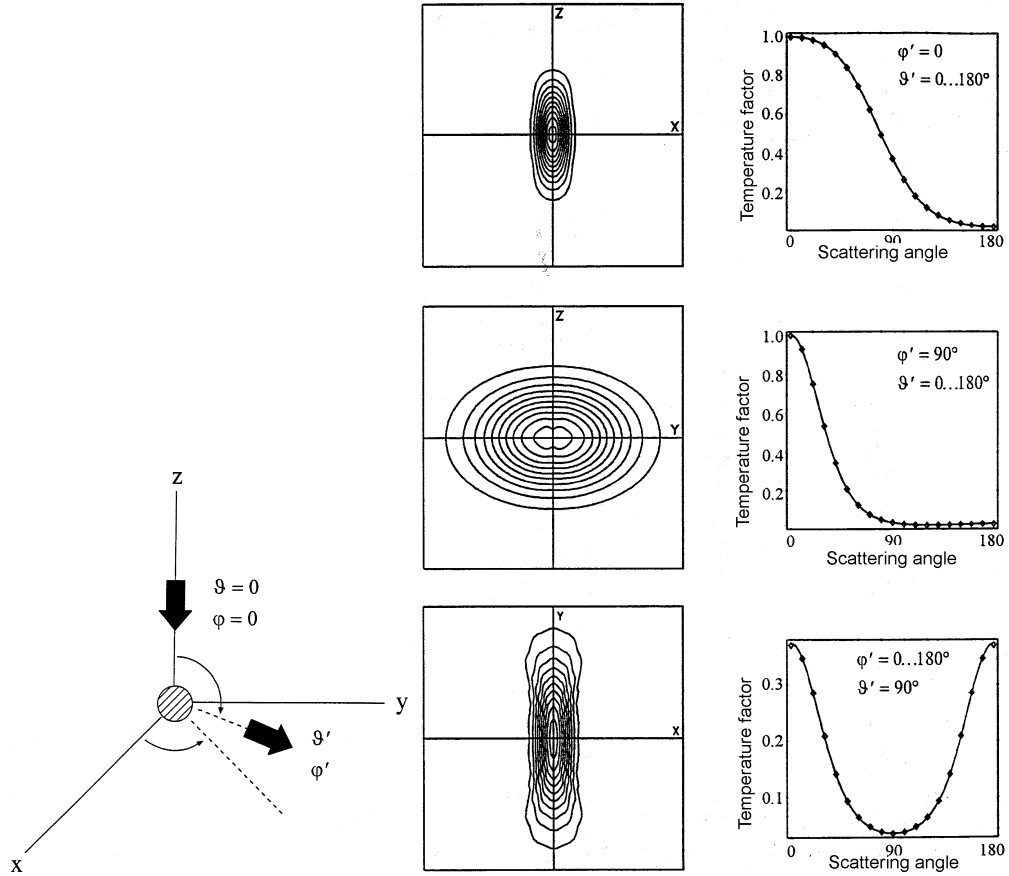 z
ϑ = 0
φ = 0
y
ϑ′
φ′
x
Z
X
Z
Y
Y
X
Temperature factor
1.0
0.8
0.6
0.4
0.2
φ′ = 0
ϑ′ = 0...180°
0
90
180
Scattering angle
Temperature factor
1.0
0.8
0.6
0.4
0.2
φ′ = 90°
ϑ′ = 0...180°
0
90
180
Scattering angle
Temperature factor
0.3
0.2
0.1
φ′ = 0...180°
ϑ′ = 90°
0
90
180
Scattering angle